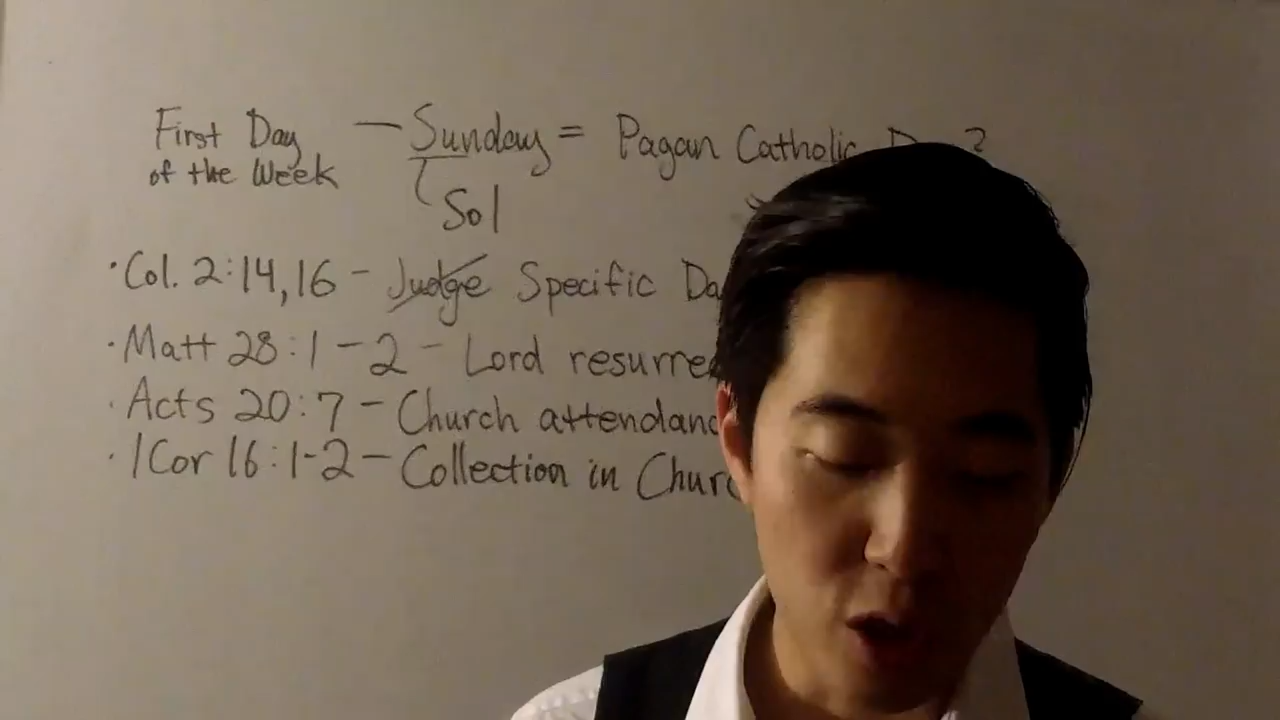 First Day — Sunday = Pagan Catholic
of the Week
Sol
· Col. 2:14,16 - Judge Specific
· Matt 28:1-2 - Lord
· Acts 20:7 - Church
· 1Cor 16:1-2 - Collection in